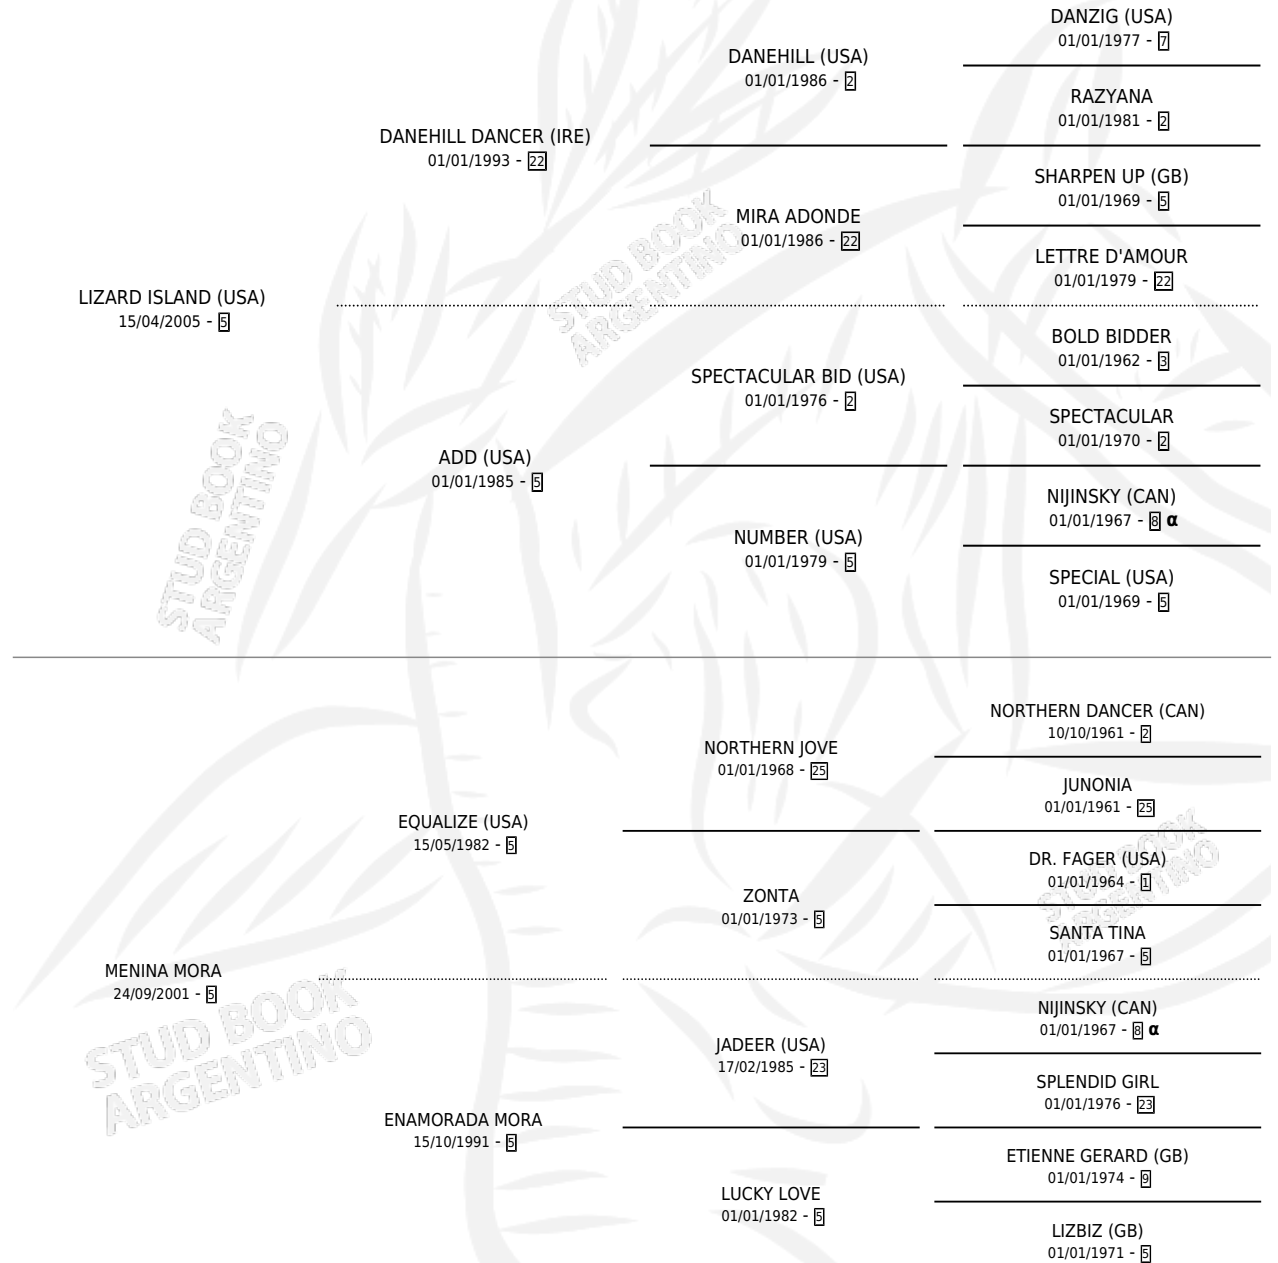 DANZIG (USA)
01/01/1977 - 7
DANEHILL (USA)
01/01/1986 - 2
RAZYANA
01/01/1981 - 2
DANEHILL DANCER (IRE)
01/01/1993 - 22
SHARPEN UP (GB)
01/01/1969 - 5
MIRA ADONDE
01/01/1986 - 22
LETTRE D'AMOUR
01/01/1979 - 22
STUD BOOK
ARGENTINO
LIZARD ISLAND (USA)
15/04/2005 - 5
BOLD BIDDER
01/01/1962 - 3
SPECTACULAR BID (USA)
01/01/1976 - 2
SPECTACULAR
01/01/1970 - 2
ADD (USA)
01/01/1985 - 5
NIJINSKY (CAN)
01/01/1967 - 8 α
NUMBER (USA)
01/01/1979 - 5
SPECIAL (USA)
01/01/1969 - 5
STUD BOOK
ARGENTINO
NORTHERN DANCER (CAN)
10/10/1961 - 2
NORTHERN JOVE
01/01/1968 - 25
JUNONIA
01/01/1961 - 25
EQUALIZE (USA)
15/05/1982 - 5
DR. FAGER (USA)
01/01/1964 - 1
ZONTA
01/01/1973 - 5
SANTA TINA
01/01/1967 - 5
STUD BOOK
ARGENTINO
MENINA MORA
24/09/2001 - 5
NIJINSKY (CAN)
01/01/1967 - 8 α
JADEER (USA)
17/02/1985 - 23
SPLENDID GIRL
01/01/1976 - 23
ENAMORADA MORA
15/10/1991 - 5
ETIENNE GERARD (GB)
01/01/1974 - 9
LUCKY LOVE
01/01/1982 - 5
LIZBIZ (GB)
01/01/1971 - 5
STUD BOOK
ARGENTINO